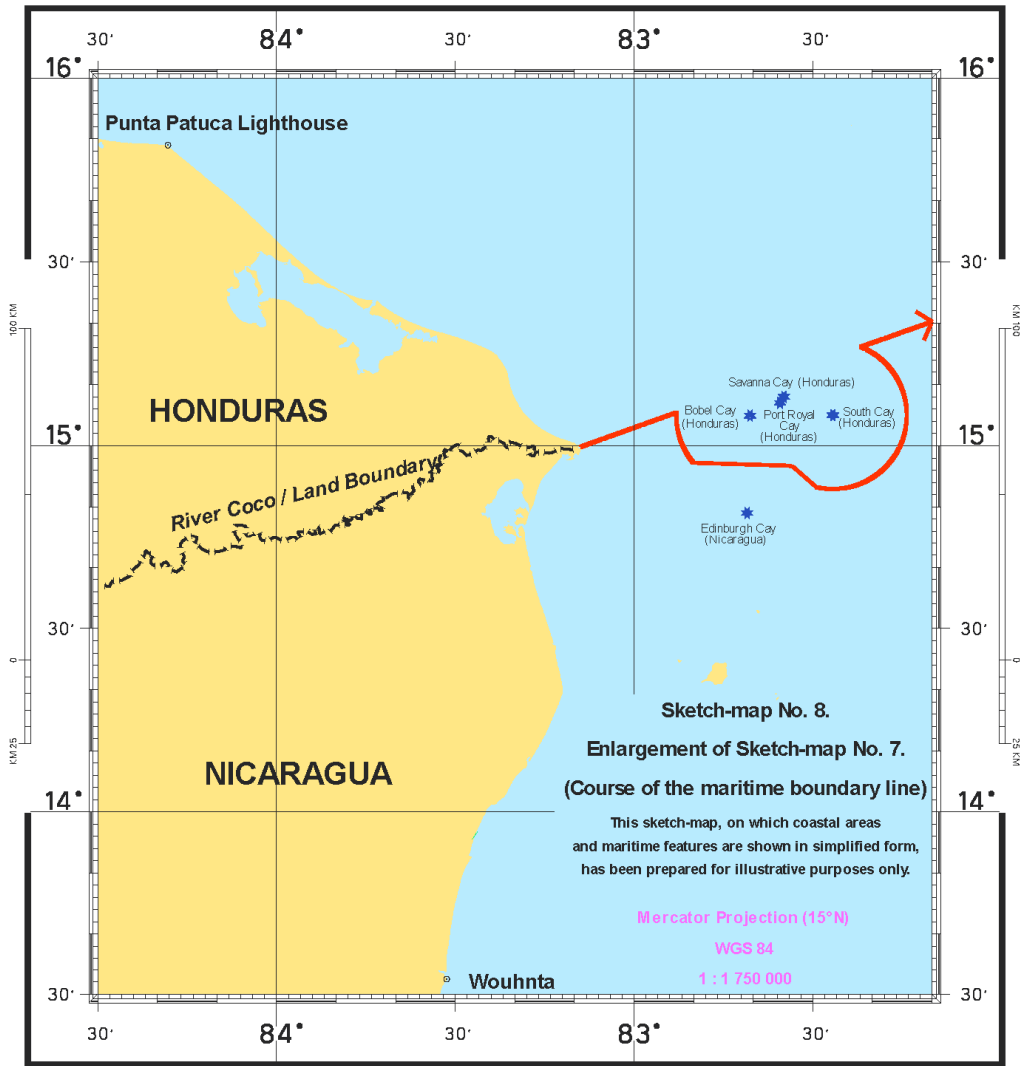 30′ 84° 30′ 83° 30′
16° 16°
Punta Patuca Lighthouse
30′ 30′
100 KM KM 100
Savanna Cay (Honduras)
HONDURAS
Bobel Cay
(Honduras)
Port Royal
Cay
(Honduras)
South Cay
(Honduras)
15° 15°
River Coco / Land Boundary
Edinburgh Cay
(Nicaragua)
30′ 30′
0 0
Sketch-map No. 8.
KM 25 25 KM
Enlargement of Sketch-map No. 7.
NICARAGUA
(Course of the maritime boundary line)
14° 14°
This sketch-map, on which coastal areas
and maritime features are shown in simplified form,
has been prepared for illustrative purposes only.
Mercator Projection (15°N)
WGS 84
1 : 1 750 000
Wouhnta
30′ 30′
30′ 84° 30′ 83° 30′